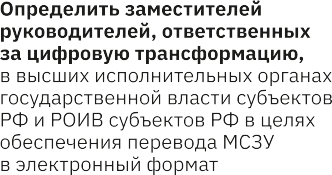 Определить заместителей
руководителей, ответственных
за цифровую трансформацию,
в высших исполнительных органах
государственной власти субъектов
РФ и РОИВ субъектов РФ в целях
обеспечения перевода МСЗУ
в электронный формат